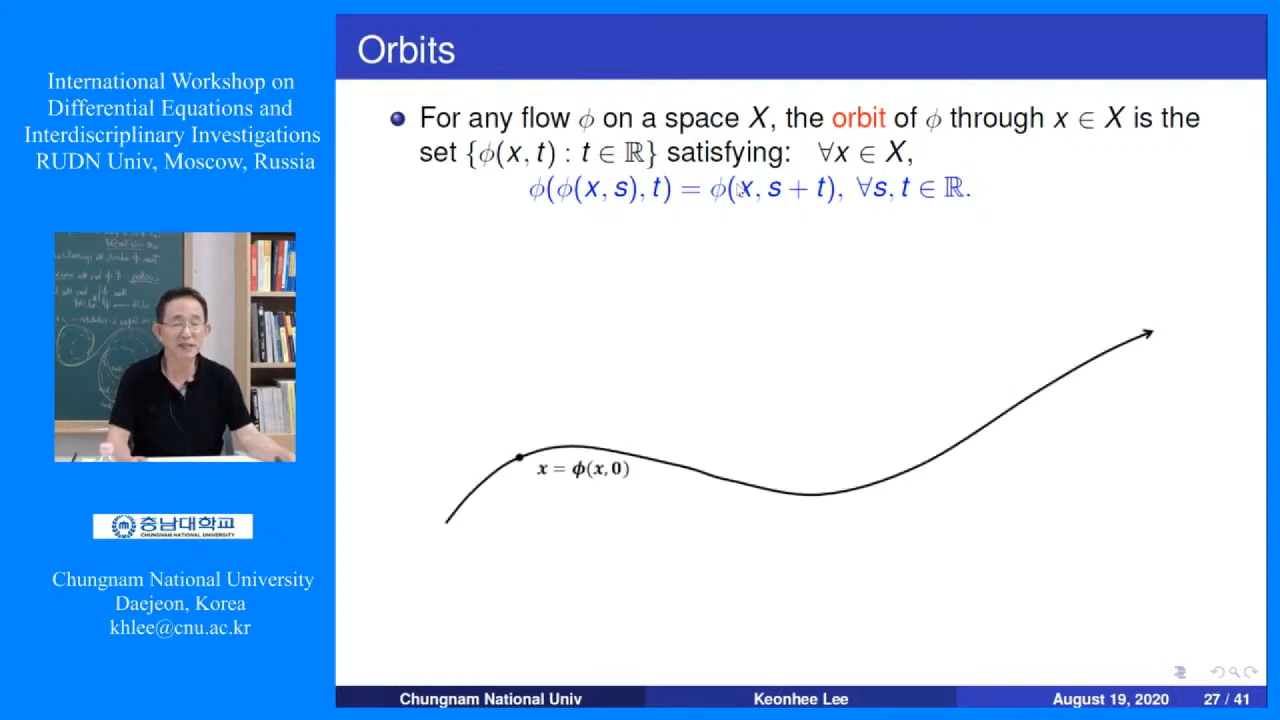 International Workshop on
Differential Equations and
Interdisciplinary Investigations
RUDN Univ, Moscow, Russia
충남대학교
CHUNGNAM NATIONAL UNIVERSITY
Chungnam National University
Daejeon, Korea
khlee@cnu.ac.kr
Orbits
For any flow ϕ on a space X, the orbit of ϕ through x ∈ X is the
set {ϕ(x, t) : t ∈ ℝ} satisfying: ∀x ∈ X,
ϕ(ϕ(x, s), t) = ϕ(x, s + t), ∀s, t ∈ ℝ.
x = ϕ(x, 0)
Chungnam National Univ Keonhee Lee August 19, 2020 27 / 41